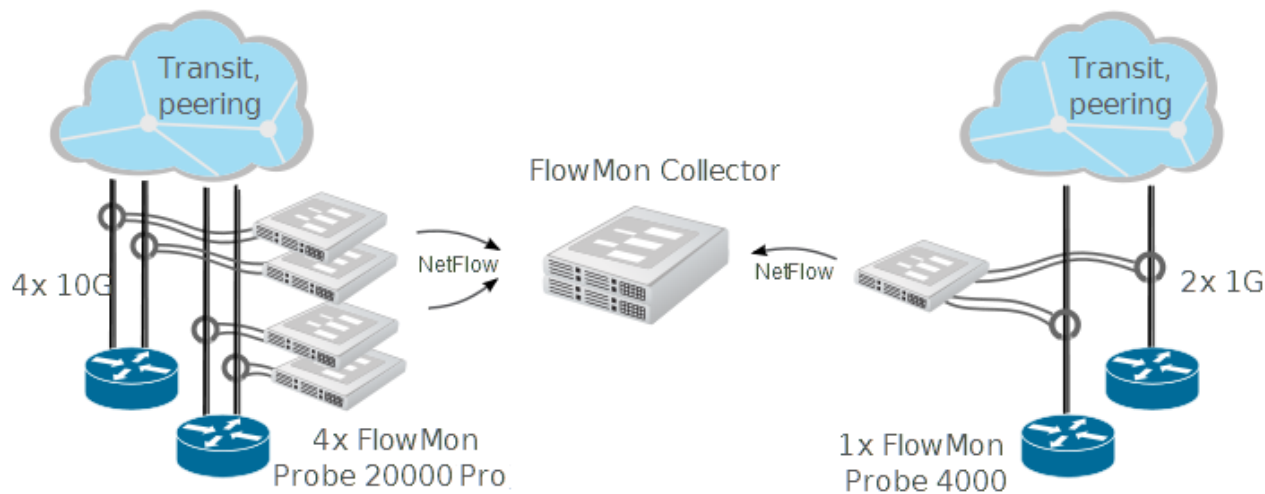 Transit,
peering
Transit,
peering
FlowMon Collector
NetFlow
NetFlow
4x 10G
2x 1G
4x FlowMon
Probe 20000 Pro
1x FlowMon
Probe 4000